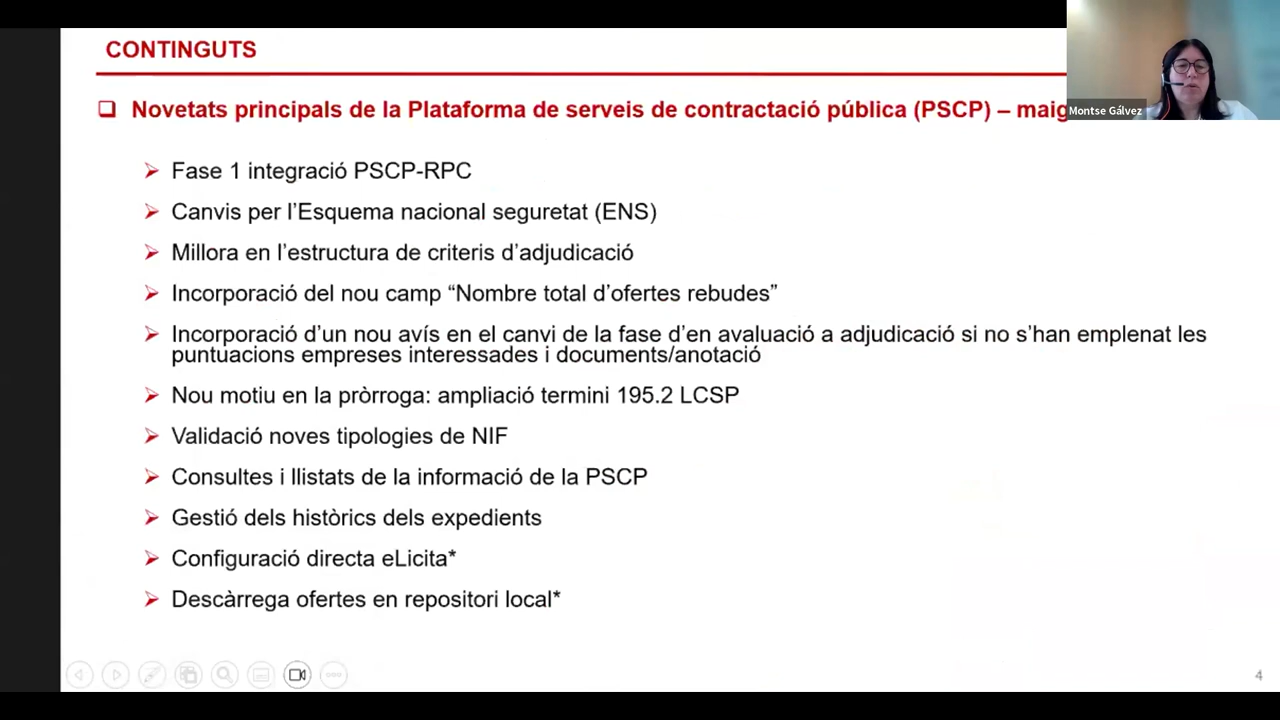 CONTINGUTS
Novetats principals de la Plataforma de serveis de contractació pública (PSCP) – maig
Montse Gálvez
Fase 1 integració PSCP-RPC
Canvis per l’Esquema nacional seguretat (ENS)
Millora en l’estructura de criteris d’adjudicació
Incorporació del nou camp “Nombre total d’ofertes rebudes”
Incorporació d’un nou avís en el canvi de la fase d’en avaluació a adjudicació si no s’han emplenat les
puntuacions empreses interessades i documents/anotació
Nou motiu en la pròrroga: ampliació termini 195.2 LCSP
Validació noves tipologies de NIF
Consultes i llistats de la informació de la PSCP
Gestió dels històrics dels expedients
Configuració directa eLicita*
Descàrrega ofertes en repositori local*
4